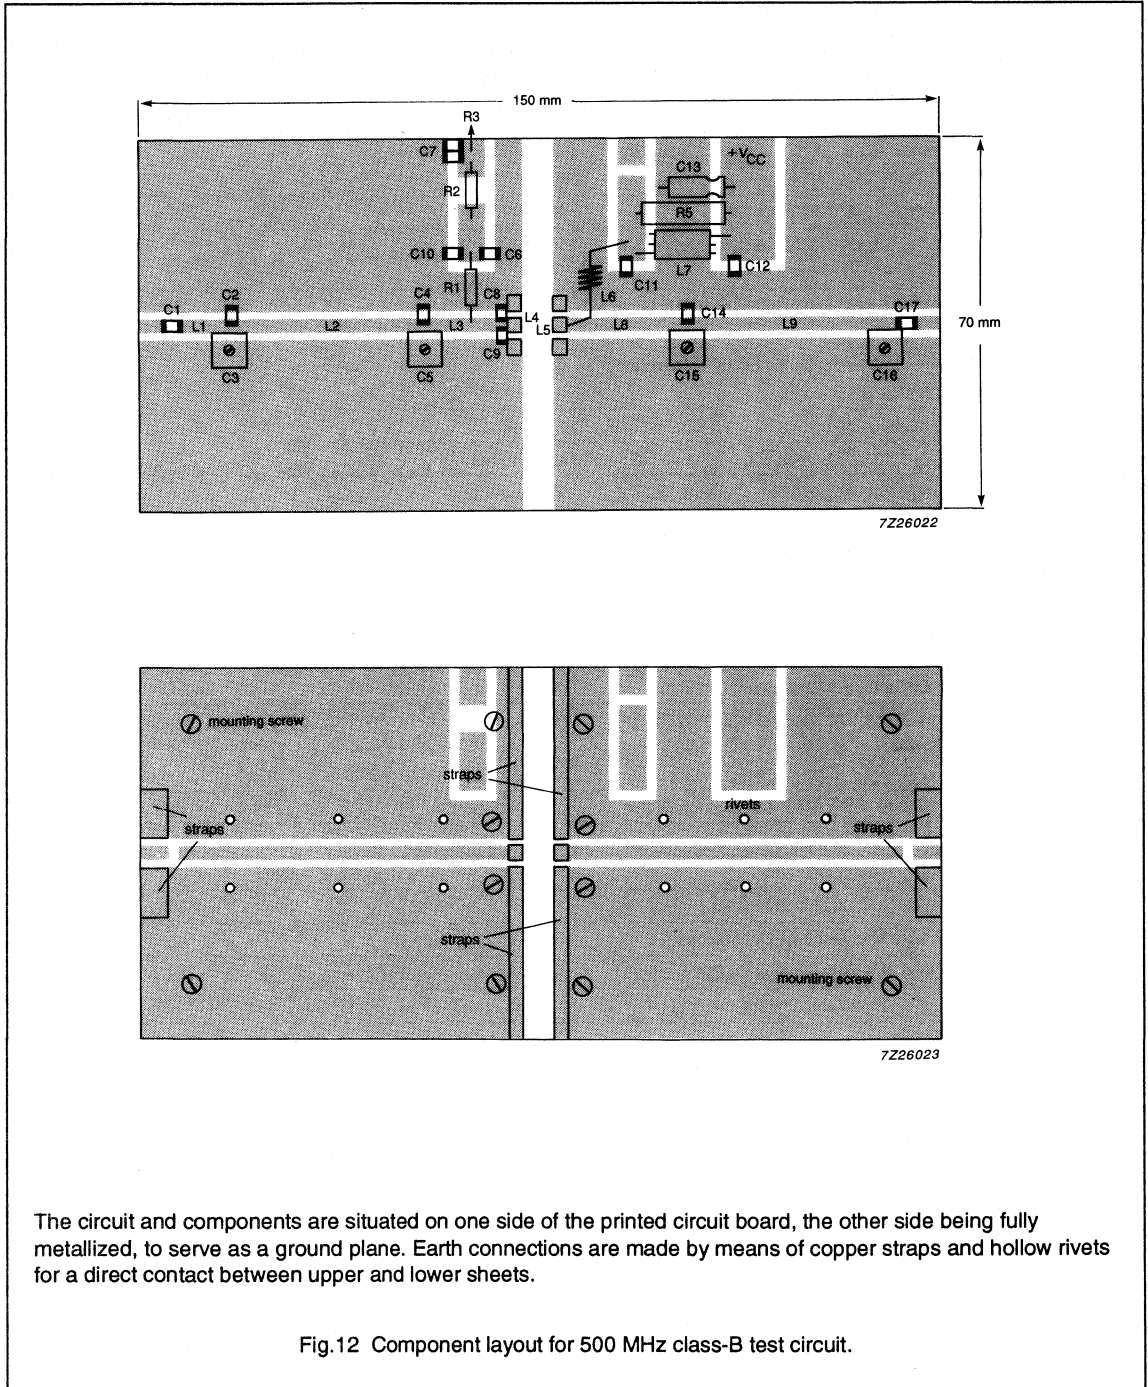 150 mm
R3
C7
+VCC
C13
R2
R5
C10
C6
L7
C12
C11
R1
C8
L6
C1
C2
C4
L4
C14
C17
L1
L2
L3
L5
L8
L9
70 mm
C9
C3
C5
C15
C16
7Z26022
mounting screw
straps
rivets
straps
straps
straps
mounting screw
7Z26023
The circuit and components are situated on one side of the printed circuit board, the other side being fully
metallized, to serve as a ground plane. Earth connections are made by means of copper straps and hollow rivets
for a direct contact between upper and lower sheets.
Fig.12 Component layout for 500 MHz class-B test circuit.